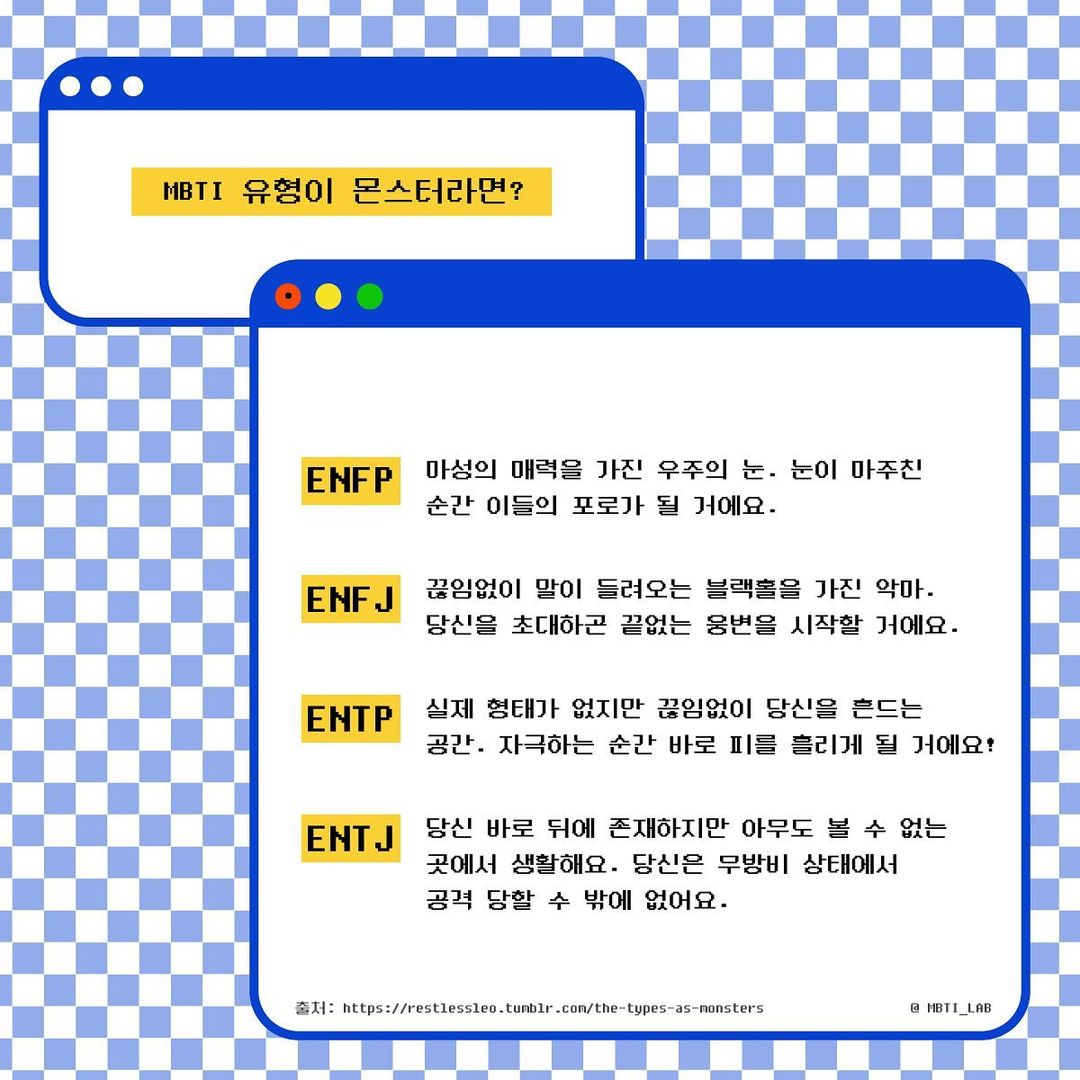 MBTI 유형이 몬스터라면?
ENFP
마성의 매력을 가진 우주의 눈. 눈이 마주친
순간 이들의 포로가 될 거에요.
ENFJ
끊임없이 말이 들려오는 블랙홀을 가진 악마.
당신을 초대하곤 끝없는 웅변을 시작할 거에요.
ENTP
실제 형태가 없지만 끊임없이 당신을 흔드는
공간. 자극하는 순간 바로 피를 흘리게 될 거에요!
ENTJ
당신 바로 뒤에 존재하지만 아무도 볼 수 없는
곳에서 생활해요. 당신은 무방비 상태에서
공격 당할 수 밖에 없어요.
출처: https://restlessleo.tumblr.com/the-types-as-monsters
@ MBTI_LAB